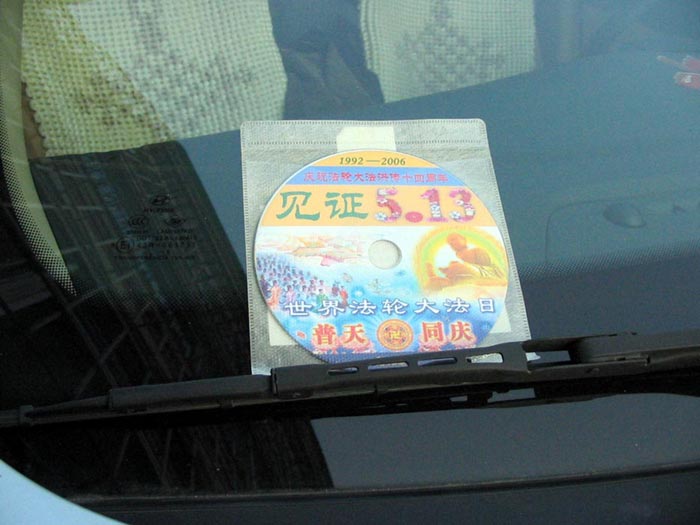 1992—2006
庆祝法轮大法洪传十四周年
见证5.13
世界法轮大法日
普天 同庆
HYUNDAI